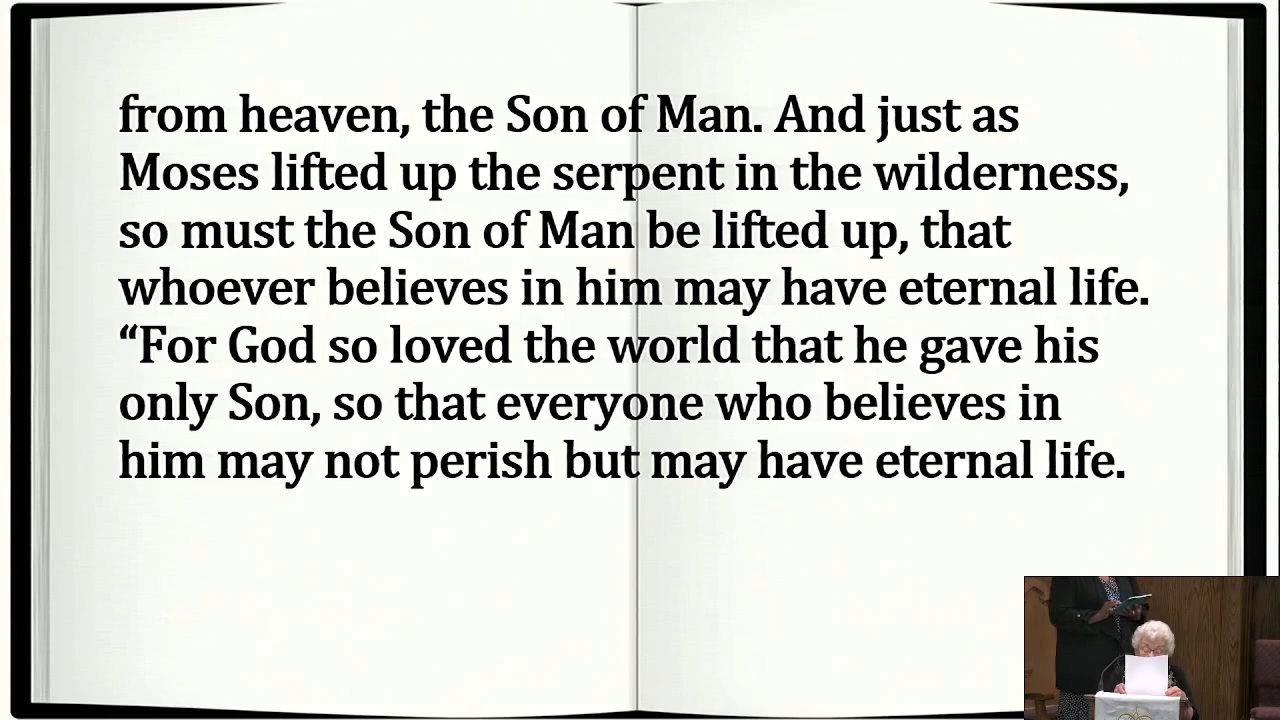 from heaven, the Son of Man. And just as
Moses lifted up the serpent in the wilderness,
so must the Son of Man be lifted up, that
whoever believes in him may have eternal life.
“For God so loved the world that he gave his
only Son, so that everyone who believes in
him may not perish but may have eternal life.